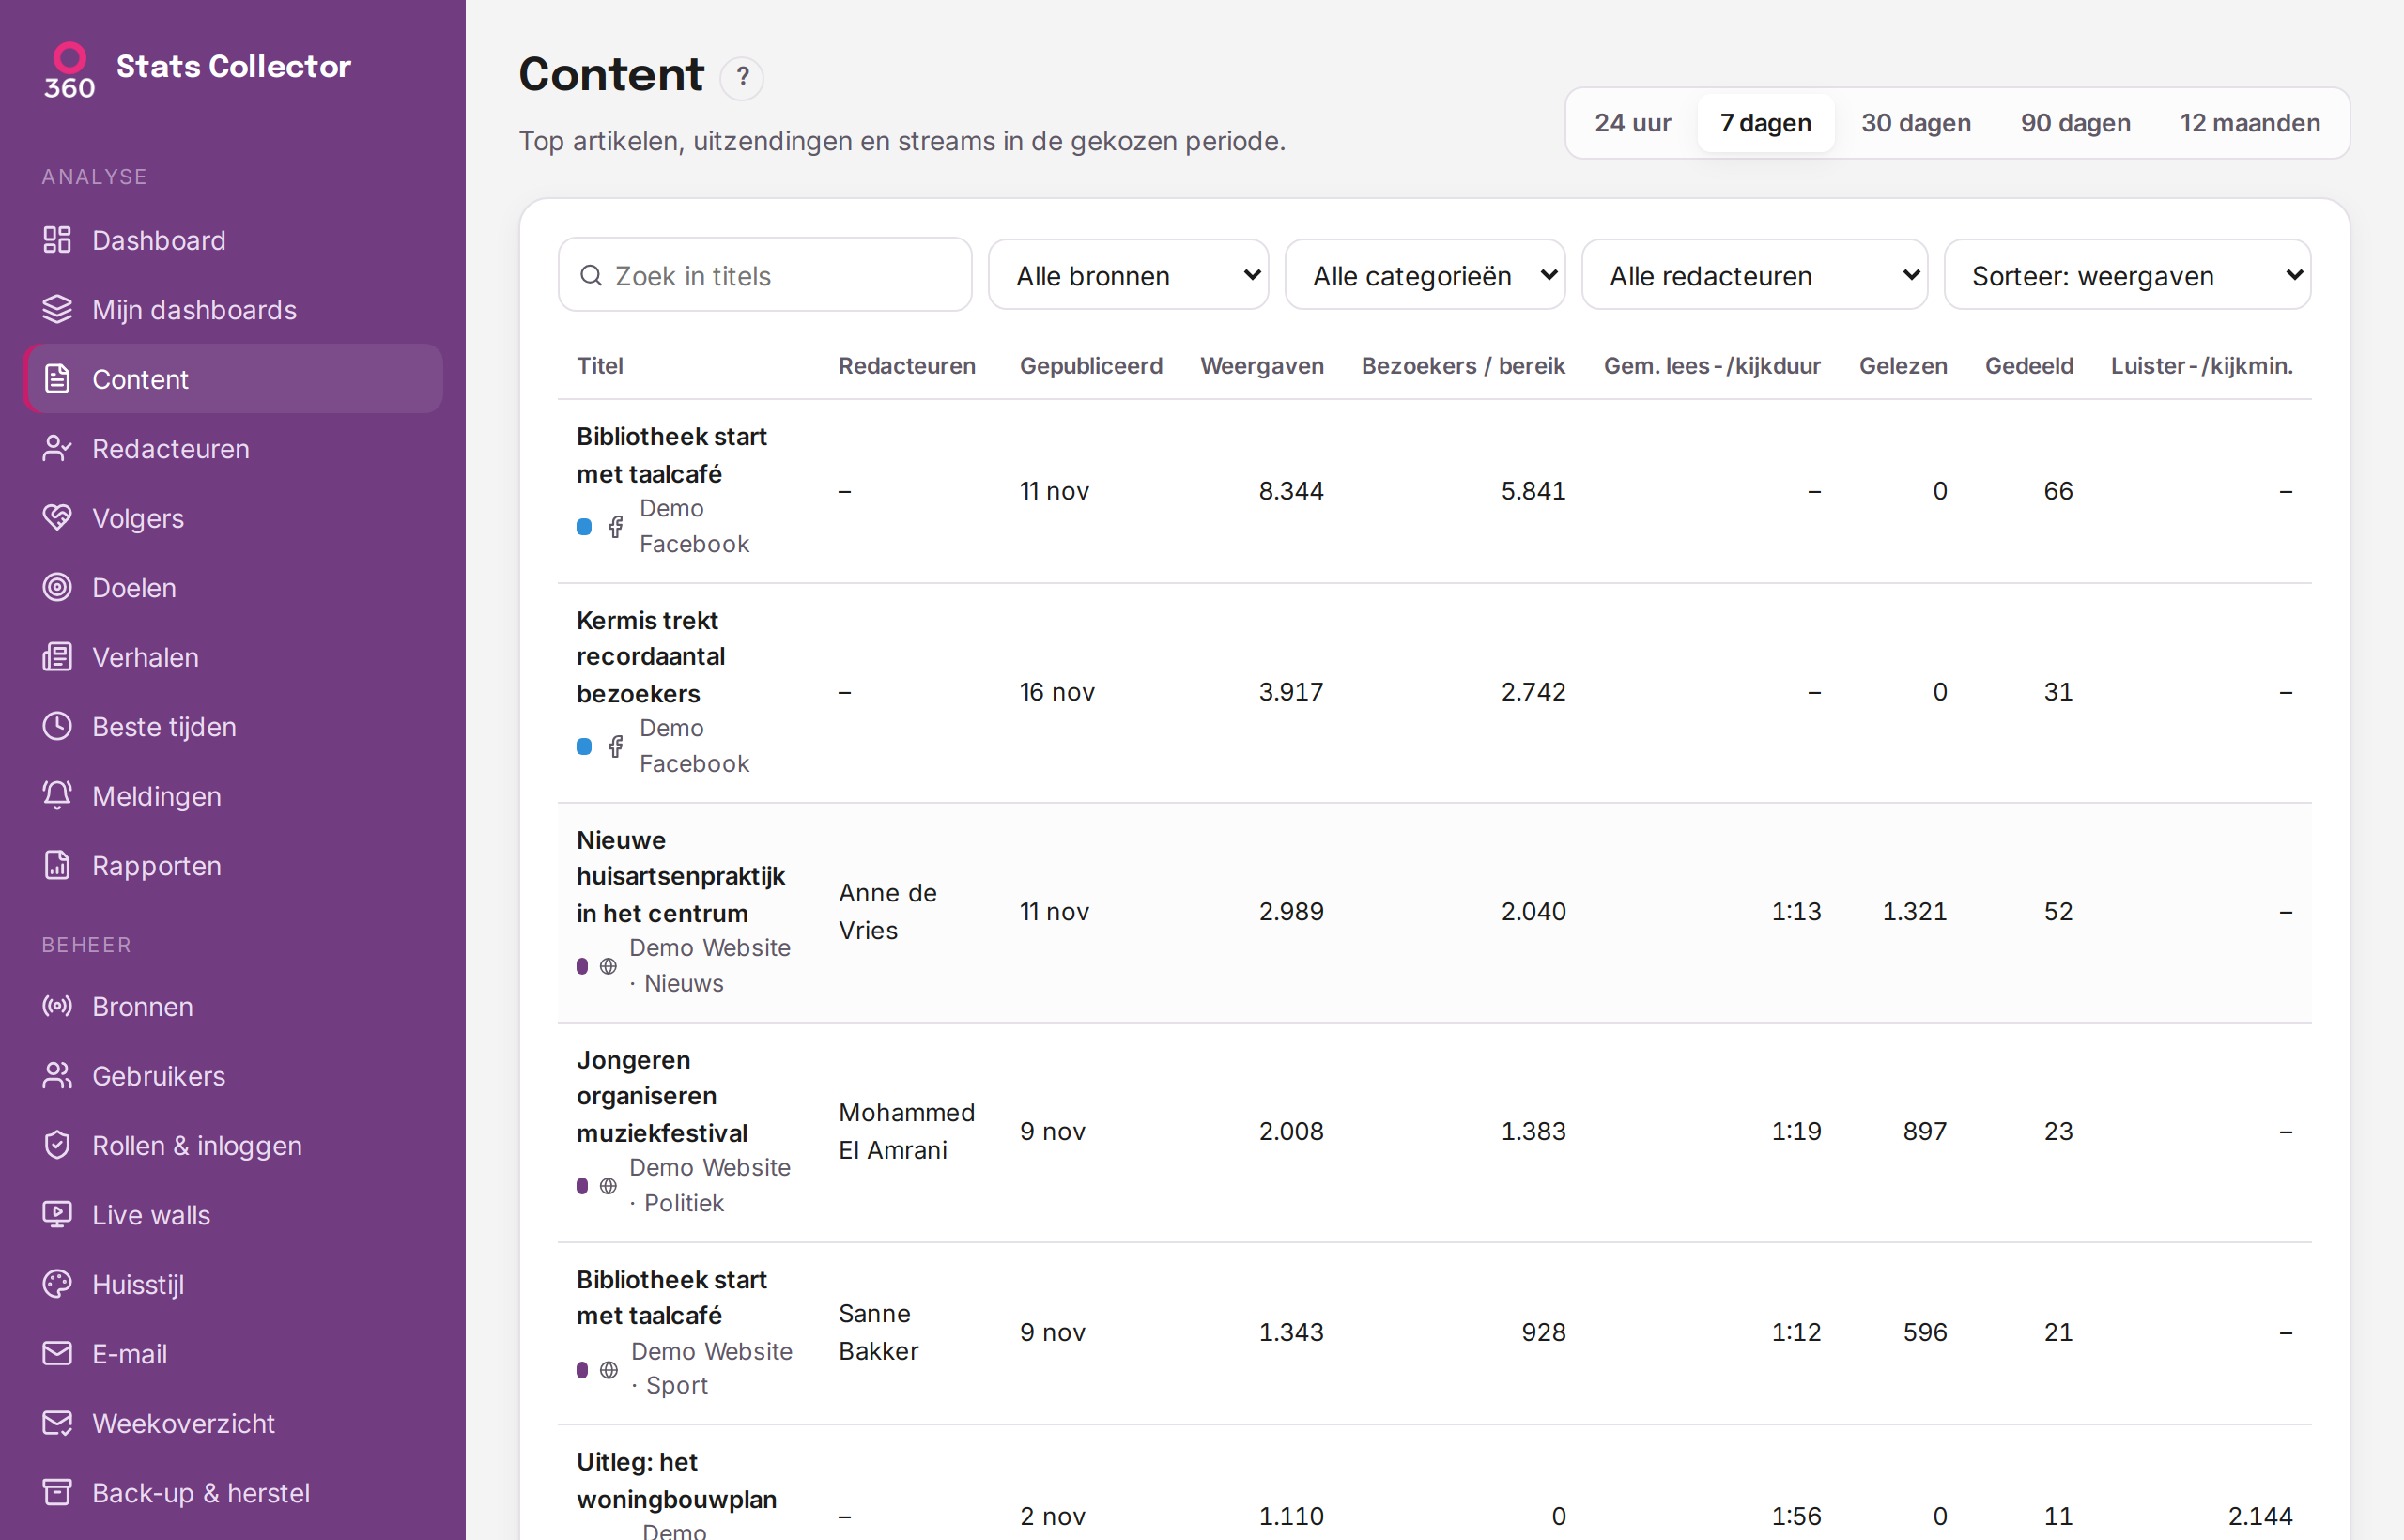 360
Stats Collector
ANALYSE
Dashboard
Mijn dashboards
Content
Redacteuren
Volgers
Doelen
Verhalen
Beste tijden
Meldingen
Rapporten
BEHEER
Bronnen
Gebruikers
Rollen & inloggen
Live walls
Huisstijl
E-mail
Weekoverzicht
Back-up & herstel
Content ?
Top artikelen, uitzendingen en streams in de gekozen periode.
24 uur 7 dagen 30 dagen 90 dagen 12 maanden
Zoek in titels Alle bronnen Alle categorieën Alle redacteuren Sorteer: weergaven
Titel Redacteuren Gepubliceerd Weergaven Bezoekers / bereik Gem. lees-/kijkduur Gelezen Gedeeld Luister-/kijkmin.
Bibliotheek start
met taalcafé
Demo
Facebook
– 11 nov 8.344 5.841 – 0 66 –
Kermis trekt
recordaantal
bezoekers
Demo
Facebook
– 16 nov 3.917 2.742 – 0 31 –
Nieuwe
huisartsenpraktijk
in het centrum
Demo Website
· Nieuws
Anne de
Vries
11 nov 2.989 2.040 1:13 1.321 52 –
Jongeren
organiseren
muziekfestival
Demo Website
· Politiek
Mohammed
El Amrani
9 nov 2.008 1.383 1:19 897 23 –
Bibliotheek start
met taalcafé
Demo Website
· Sport
Sanne
Bakker
9 nov 1.343 928 1:12 596 21 –
Uitleg: het
woningbouwplan
Demo
– 2 nov 1.110 0 1:56 0 11 2.144